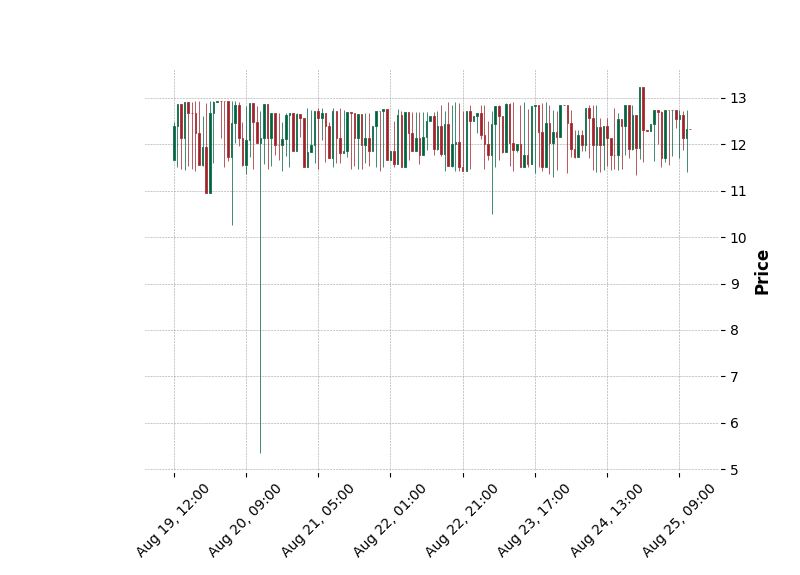 13
12
11
10
9
8
7
6
5
Price
Aug 19, 12:00
Aug 20, 09:00
Aug 21, 05:00
Aug 22, 01:00
Aug 22, 21:00
Aug 23, 17:00
Aug 24, 13:00
Aug 25, 09:00